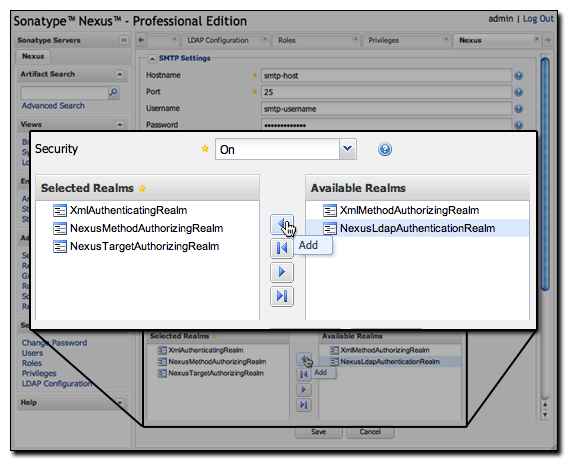 Sonatype™ Nexus™ - Professional Edition
admin | Log Out
Sonatype Servers
LDAP Configuration
Roles
Privileges
Nexus
Nexus
Artifact Search
Advanced Search
Views
SMTP Settings
Hostname
smtp-host
Port
25
Username
smtp-username
Password
Security
On
Selected Realms
Available Realms
XmlAuthenticatingRealm
XmlMethodAuthorizingRealm
NexusMethodAuthorizingRealm
NexusLdapAuthenticationRealm
NexusTargetAuthorizingRealm
Add
Change Password
Users
Roles
Privileges
LDAP Configuration
Help
Selected Realms
Available Realms
XmlAuthenticatingRealm
XmlMethodAuthorizingRealm
NexusMethodAuthorizingRealm
NexusLdapAuthenticationRealm
NexusTargetAuthorizingRealm
Add
Save
Cancel